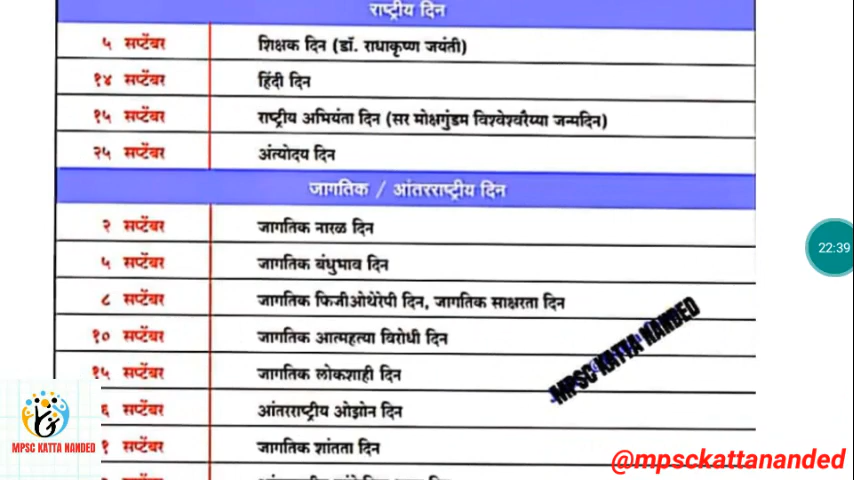 राष्ट्रीय दिन
५ सप्टेंबर शिक्षक दिन (डॉ. राधाकृष्ण जयंती)
१४ सप्टेंबर हिंदी दिन
१५ सप्टेंबर राष्ट्रीय अभियंता दिन (सर मोक्षगुंडम विश्वेश्वरैय्या जन्मदिन)
२५ सप्टेंबर अंत्योदय दिन
जागतिक / आंतरराष्ट्रीय दिन
२ सप्टेंबर जागतिक नारळ दिन
५ सप्टेंबर जागतिक बंधुभाव दिन
८ सप्टेंबर जागतिक फिजीओथेरेपी दिन, जागतिक साक्षरता दिन
१० सप्टेंबर जागतिक आत्महत्या विरोधी दिन
१५ सप्टेंबर जागतिक लोकशाही दिन
६ सप्टेंबर आंतरराष्ट्रीय ओझोन दिन
१ सप्टेंबर जागतिक शांतता दिन
22:39
MPSC KATTA NANDED
MPSC KATTA NANDED
@mpsckattananded